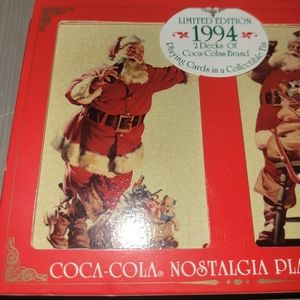 LIMITED EDITION
1994
2 Decks Of
Coca-Cola® Brand
Playing Cards in a Collectible Tin
COCA-COLA® NOSTALGIA PLA